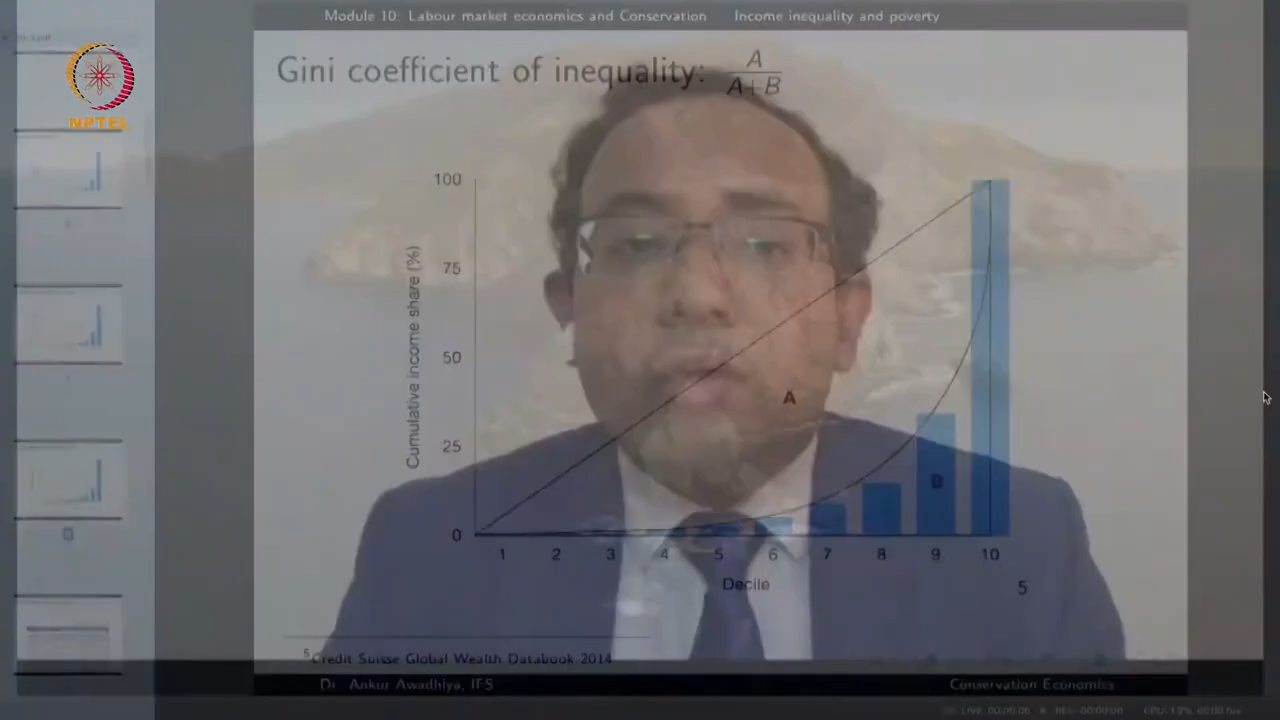 Module 10: Labour market economics and Conservation Income inequality and poverty
NPTEL
Gini coefficient of inequality: A
A+B
100
75
50
25
0
Cumulative income share (%)
A
B
1 2 3 4 5 6 7 8 9 10
Decile
5
5 Credit Suisse Global Wealth Databook 2014
Dr. Ankur Awadhiya, IFS Conservation Economics